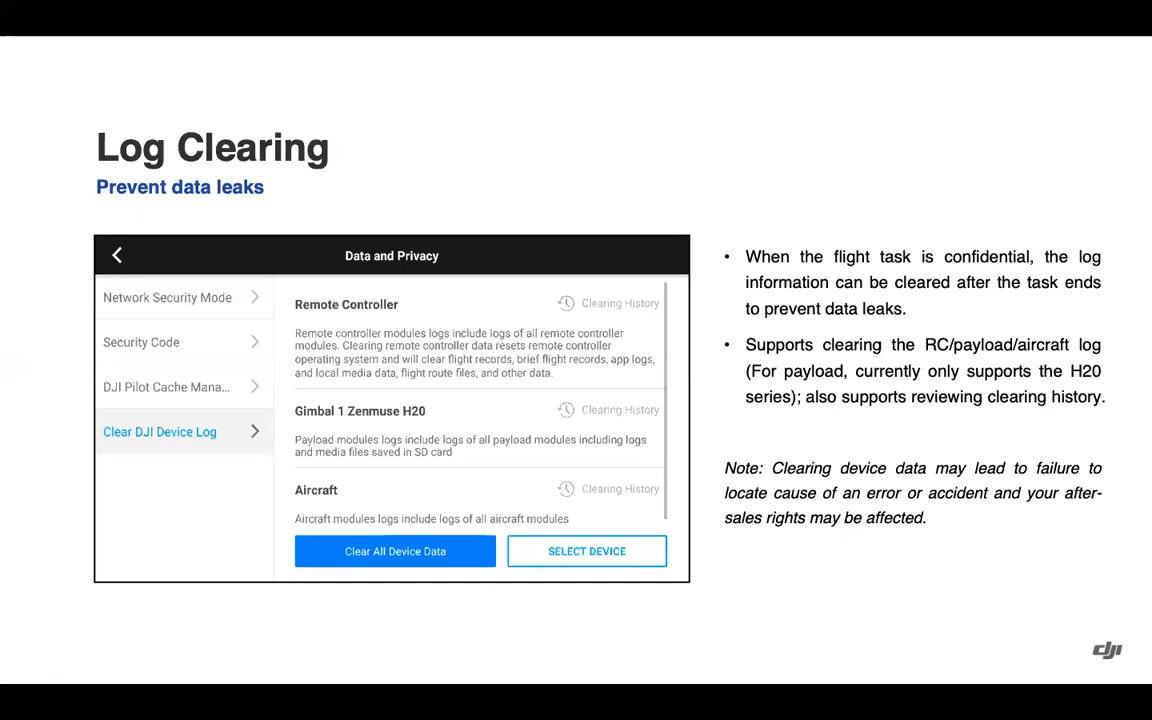 Log Clearing
Prevent data leaks
Data and Privacy
Network Security Mode
Security Code
DJI Pilot Cache Mana...
Clear DJI Device Log
Remote Controller
Clearing History
Remote controller modules logs include logs of all remote controller
modules. Clearing remote controller data resets remote controller
operating system and will clear flight records, brief flight records, app logs,
and local media data, flight route files, and other data.
Gimbal 1 Zenmuse H20
Clearing History
Payload modules logs include logs of all payload modules including logs
and media files saved in SD card
Aircraft
Clearing History
Aircraft modules logs include logs of all aircraft modules
Clear All Device Data
SELECT DEVICE
• When the flight task is confidential, the log
information can be cleared after the task ends
to prevent data leaks.
• Supports clearing the RC/payload/aircraft log
(For payload, currently only supports the H20
series); also supports reviewing clearing history.
Note: Clearing device data may lead to failure to
locate cause of an error or accident and your after-
sales rights may be affected.
dji